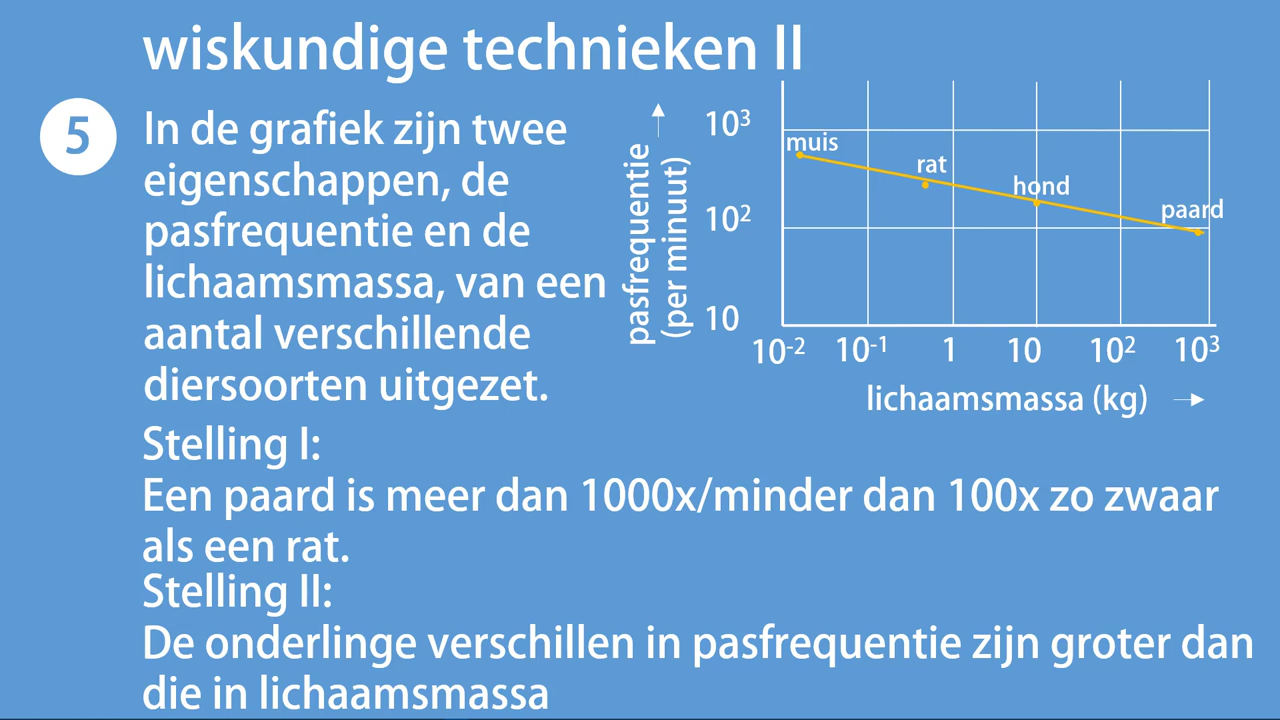 wiskundige technieken II
5
In de grafiek zijn twee
eigenschappen, de
pasfrequentie en de
lichaamsmassa, van een
aantal verschillende
diersoorten uitgezet.
pasfrequentie
(per minuut)
10³
10²
10
muis
rat
hond
paard
10⁻² 10⁻¹ 1 10 10² 10³
lichaamsmassa (kg)
Stelling I:
Een paard is meer dan 1000x/minder dan 100x zo zwaar
als een rat.
Stelling II:
De onderlinge verschillen in pasfrequentie zijn groter dan
die in lichaamsmassa